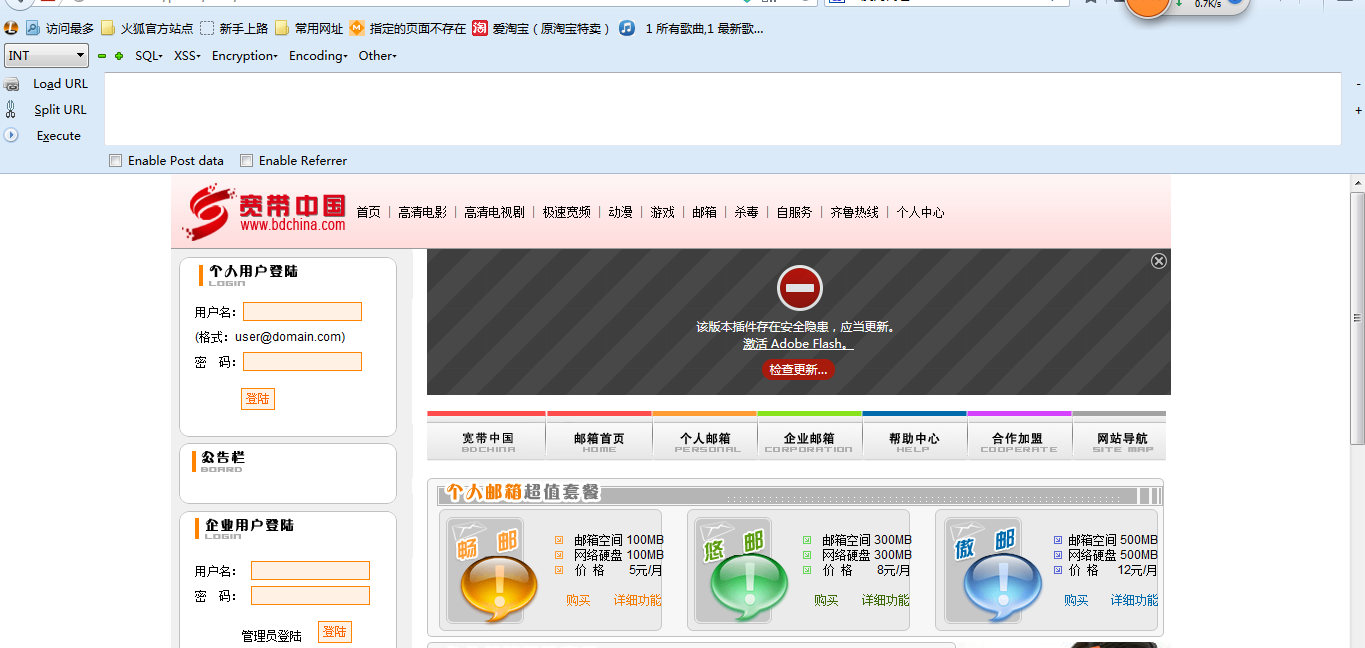 0.7K/s
访问最多 火狐官方站点 新手上路 常用网址 指定的页面不存在 爱淘宝（原淘宝特卖） 1 所有歌曲,1 最新歌...
INT SQL XSS Encryption Encoding Other
Load URL
Split URL
Execute
-
+
Enable Post data Enable Referrer
宽带中国
www.bdchina.com
首页 | 高清电影 | 高清电视剧 | 极速宽频 | 动漫 | 游戏 | 邮箱 | 杀毒 | 自服务 | 齐鲁热线 | 个人中心
个人用户登陆
LOGIN
用户名：
(格式：user@domain.com)
密 码：
登陆
该版本插件存在安全隐患，应当更新。
激活 Adobe Flash。
检查更新...
宽带中国 邮箱首页 个人邮箱 企业邮箱 帮助中心 合作加盟 网站导航
BDCHINA HOME PERSONAL CORPORATION HELP COOPERATE SITE MAP
公告栏
BOARD
个人邮箱超值套餐
畅邮
邮箱空间 100MB
网络硬盘 100MB
价 格 5元/月
购买 详细功能
悠邮
邮箱空间 300MB
网络硬盘 300MB
价 格 8元/月
购买 详细功能
傲邮
邮箱空间 500MB
网络硬盘 500MB
价 格 12元/月
购买 详细功能
企业用户登陆
LOGIN
用户名：
密 码：
管理员登陆 登陆